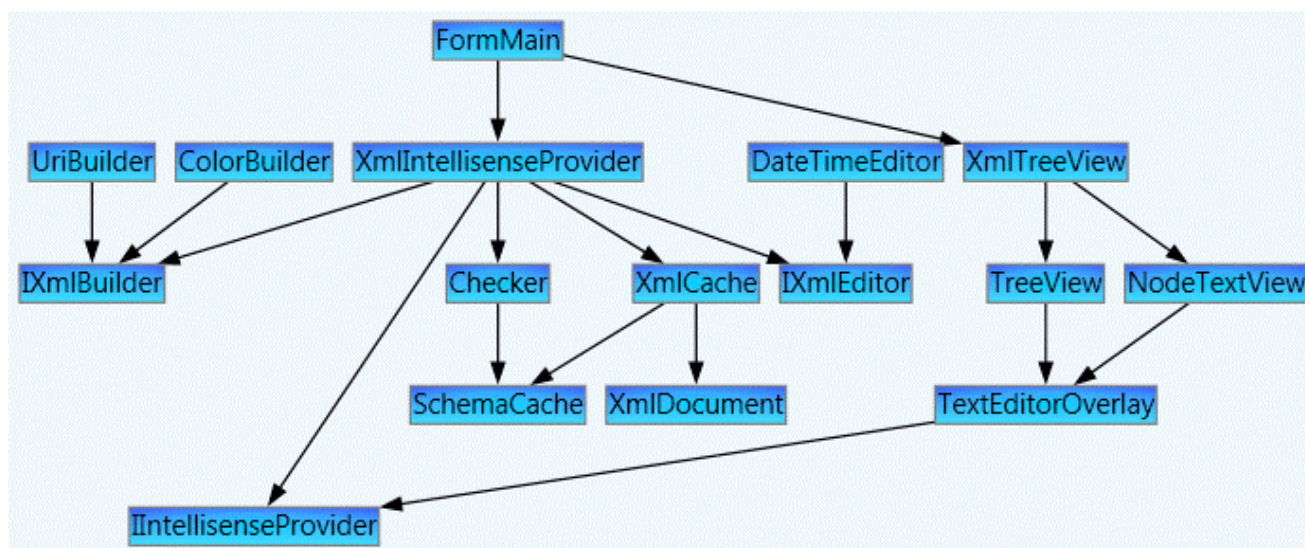 FormMain
UriBuilder
ColorBuilder
XmlIntellisenseProvider
DateTimeEditor
XmlTreeView
IXmlBuilder
Checker
XmlCache
IXmlEditor
TreeView
NodeTextView
SchemaCache
XmlDocument
TextEditorOverlay
IIntellisenseProvider